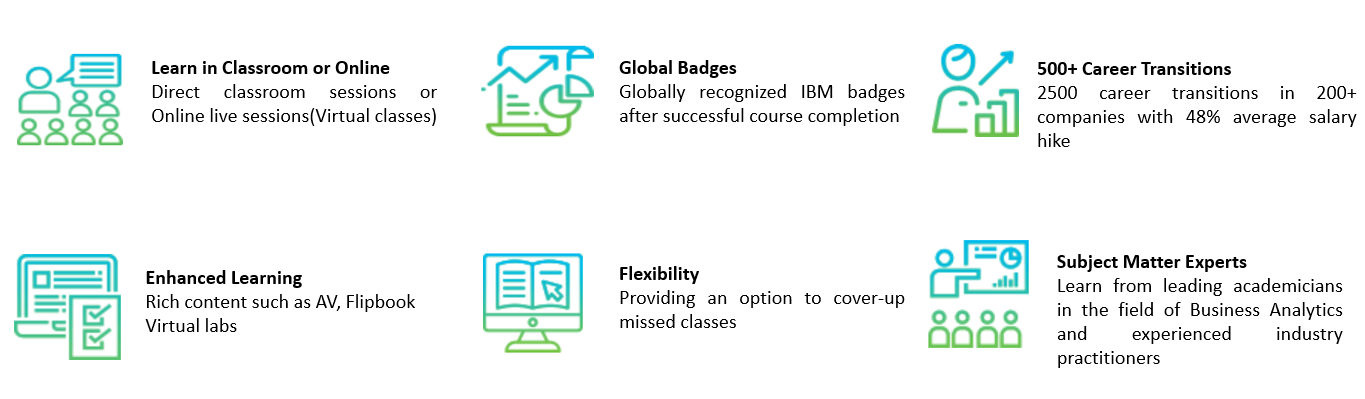 Learn in Classroom or Online
Direct classroom sessions or
Online live sessions(Virtual classes)
Global Badges
Globally recognized IBM badges
after successful course completion
500+ Career Transitions
2500 career transitions in 200+
companies with 48% average salary
hike
Enhanced Learning
Rich content such as AV, Flipbook
Virtual labs
Flexibility
Providing an option to cover-up
missed classes
Subject Matter Experts
Learn from leading academicians
in the field of Business Analytics
and experienced industry
practitioners